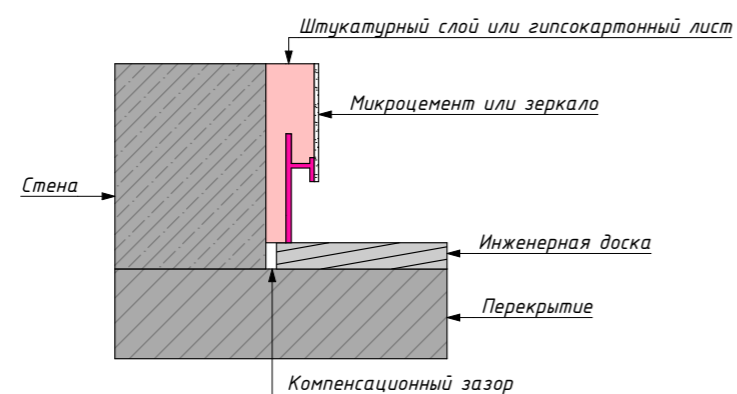 Штукатурный слой или гипсокартонный лист
Микроцемент или зеркало
Стена
Инженерная доска
Перекрытие
Компенсационный зазор